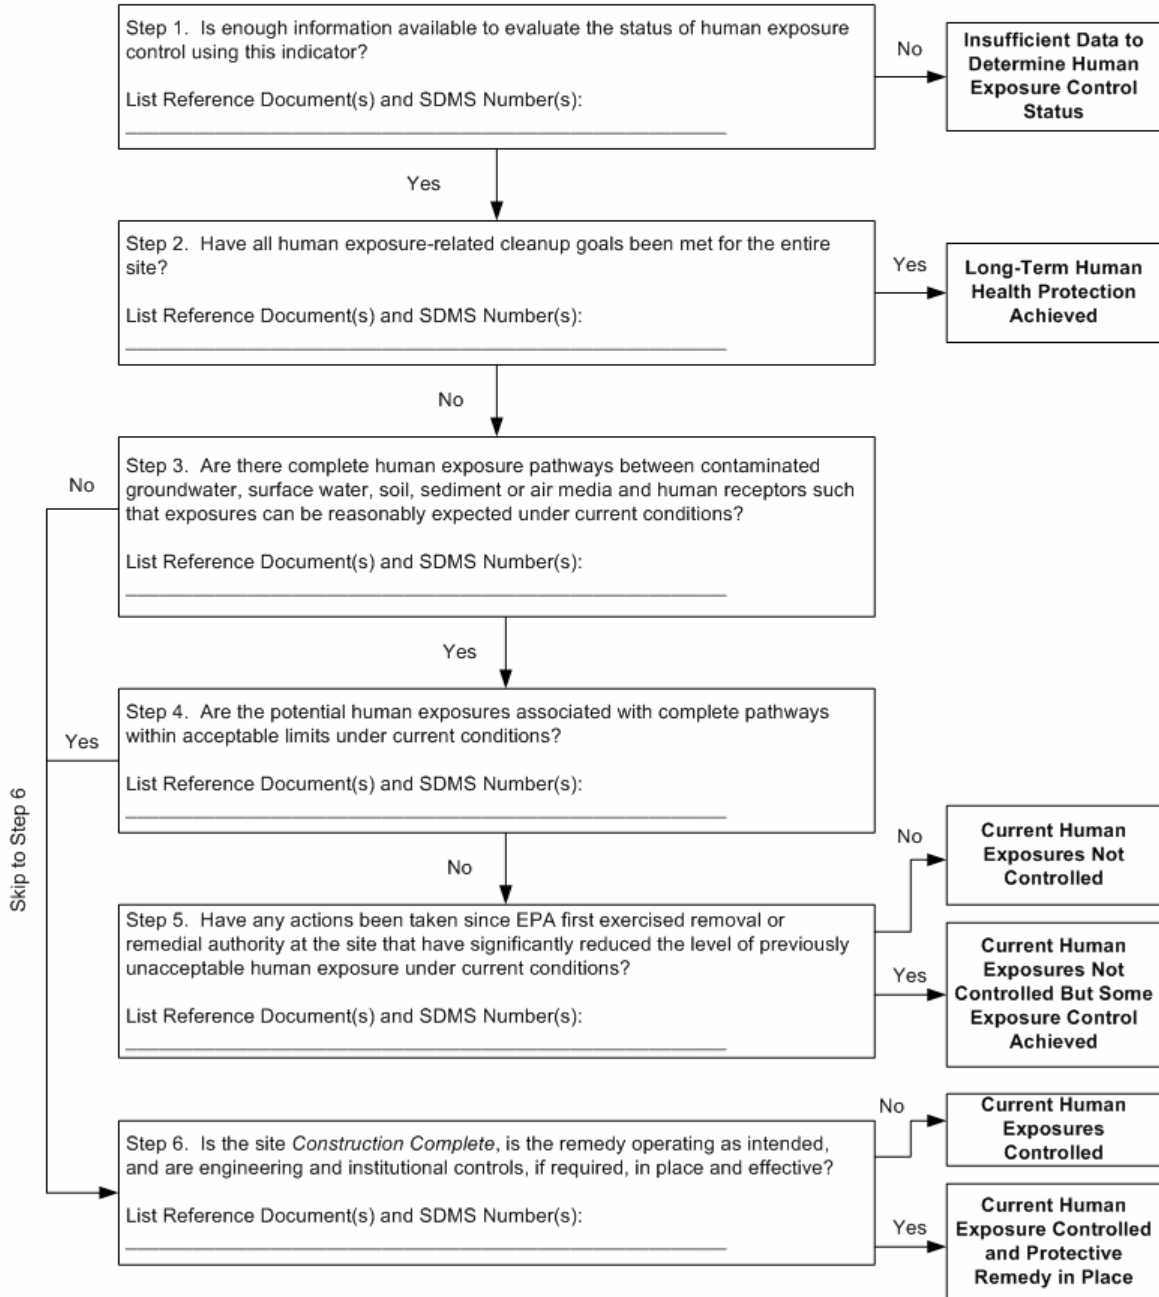 Step 1.  Is enough information available to evaluate the status of human exposure
control using this indicator?
List Reference Document(s) and SDMS Number(s):
No
Insufficient Data to
Determine Human
Exposure Control
Status
Yes
Step 2.  Have all human exposure-related cleanup goals been met for the entire
site?
List Reference Document(s) and SDMS Number(s):
Yes
Long-Term Human
Health Protection
Achieved
No
Step 3.  Are there complete human exposure pathways between contaminated
groundwater, surface water, soil, sediment or air media and human receptors such
that exposures can be reasonably expected under current conditions?
List Reference Document(s) and SDMS Number(s):
No
Yes
Step 4.  Are the potential human exposures associated with complete pathways
within acceptable limits under current conditions?
List Reference Document(s) and SDMS Number(s):
Yes
Skip to Step 6
No
Step 5.  Have any actions been taken since EPA first exercised removal or
remedial authority at the site that have significantly reduced the level of previously
unacceptable human exposure under current conditions?
List Reference Document(s) and SDMS Number(s):
No
Current Human
Exposures Not
Controlled
Yes
Current Human
Exposures Not
Controlled But Some
Exposure Control
Achieved
Step 6.  Is the site Construction Complete, is the remedy operating as intended,
and are engineering and institutional controls, if required, in place and effective?
List Reference Document(s) and SDMS Number(s):
No
Current Human
Exposures
Controlled
Yes
Current Human
Exposure Controlled
and Protective
Remedy in Place